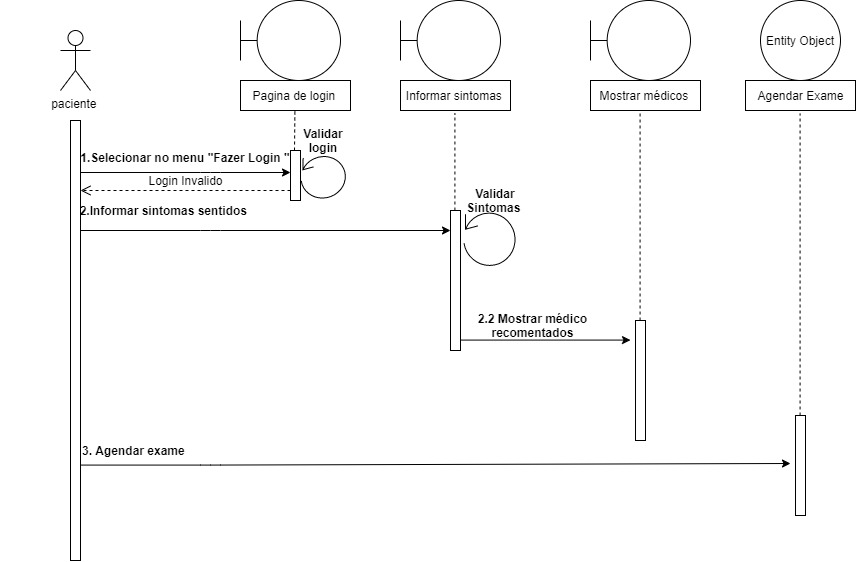 Entity Object
paciente
Pagina de login
Informar sintomas
Mostrar médicos
Agendar Exame
Validar
login
1.Selecionar no menu "Fazer Login "
Login Invalido
2.Informar sintomas sentidos
Validar
Sintomas
2.2 Mostrar médico
recomentados
3. Agendar exame